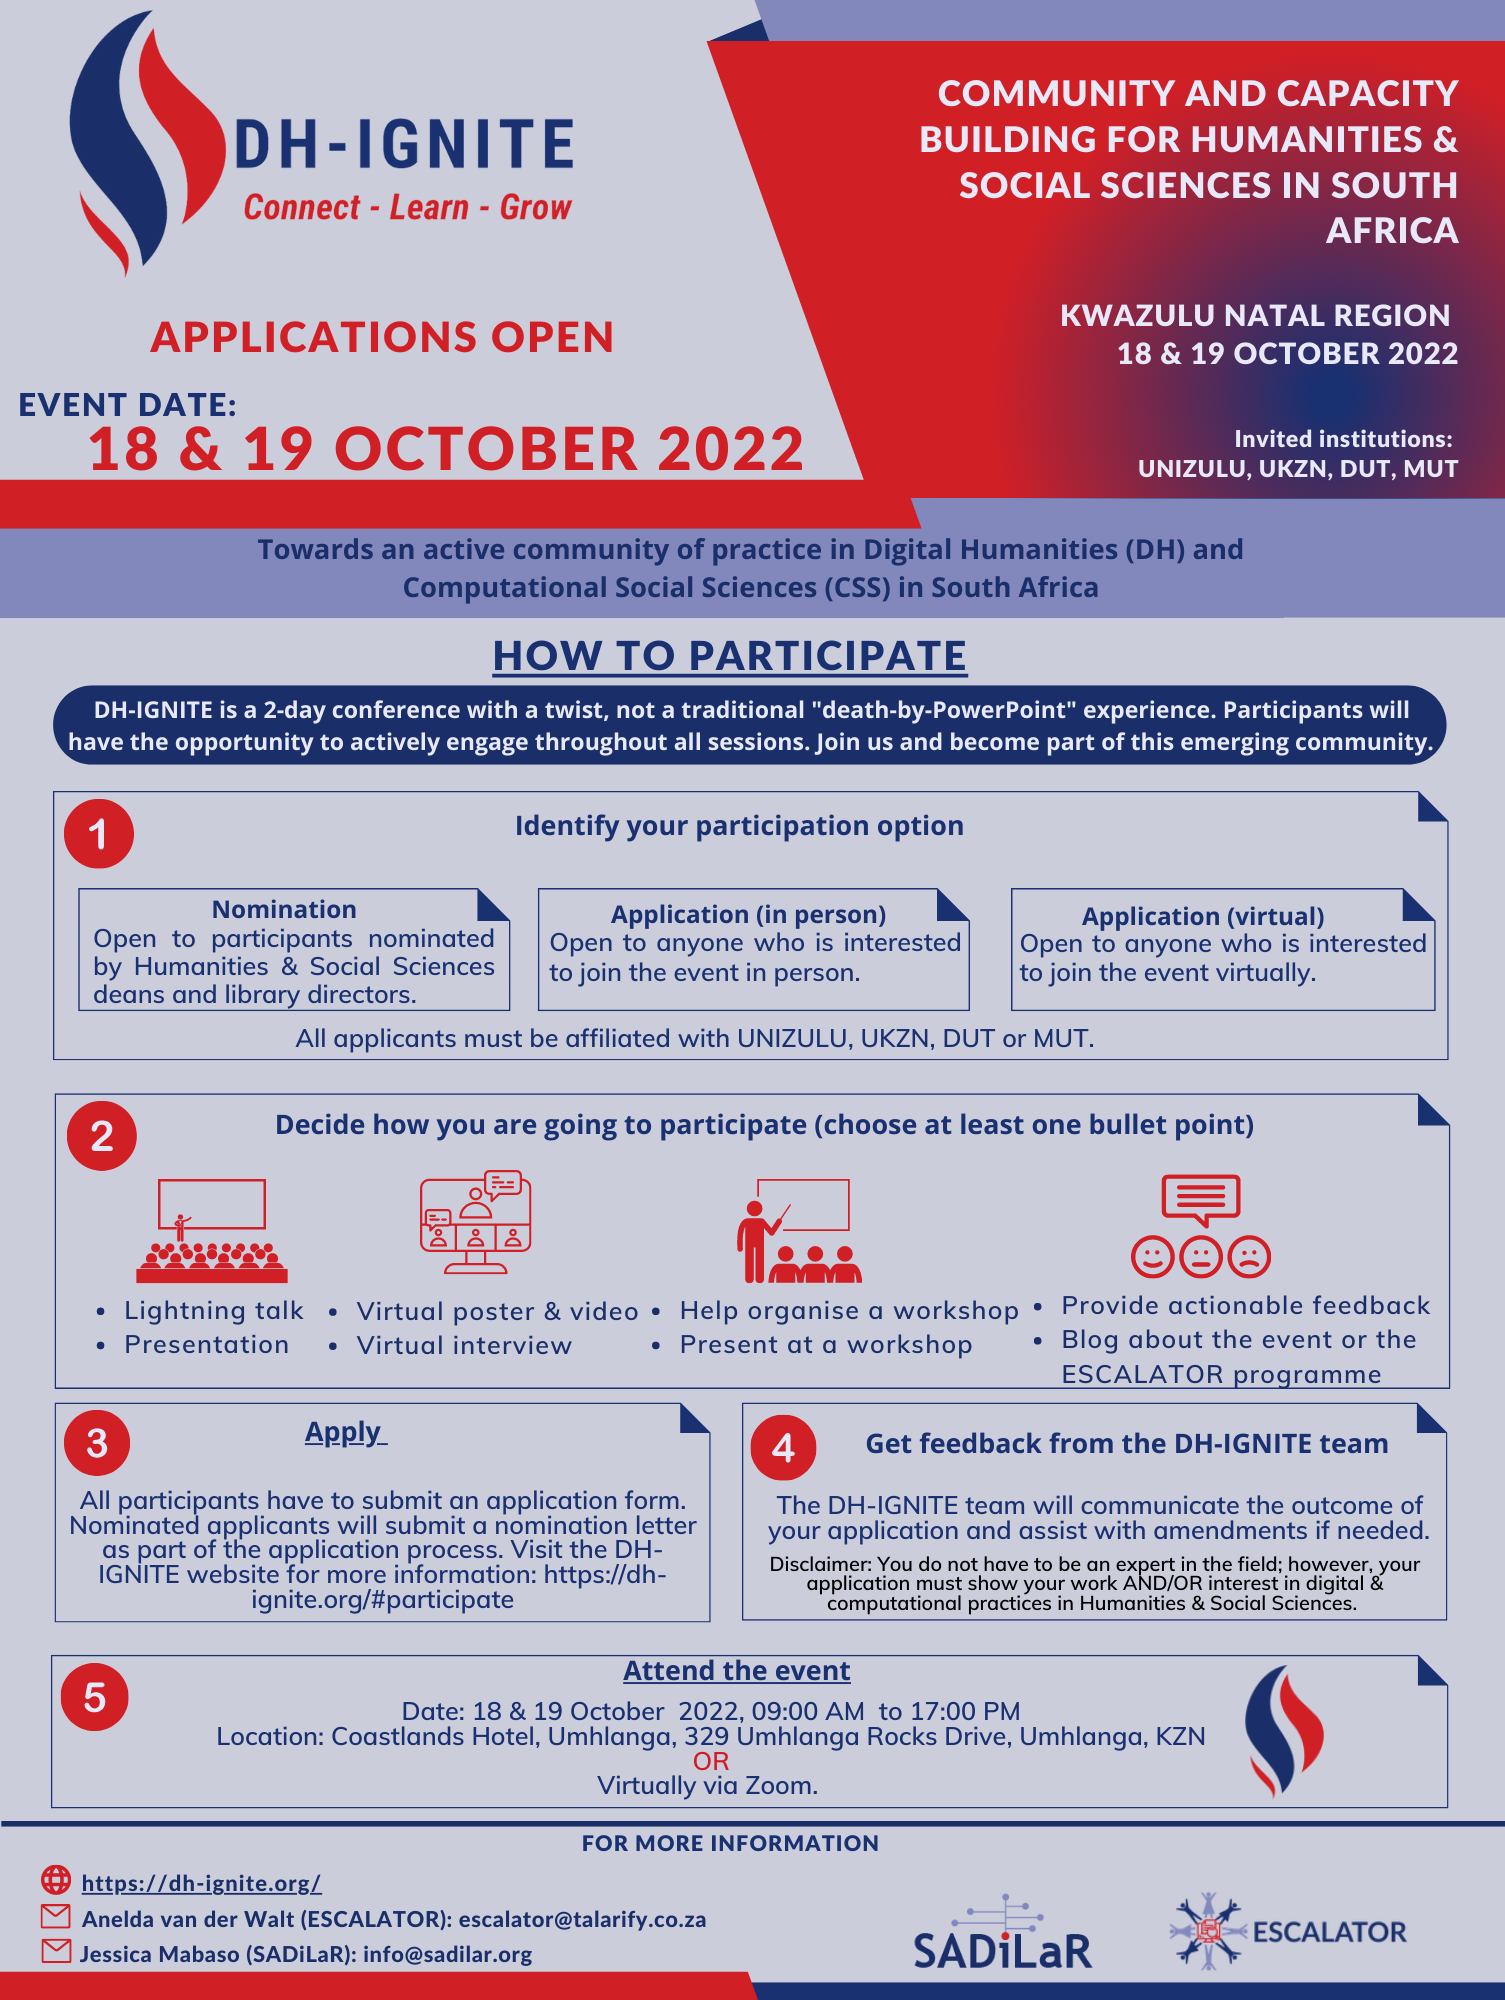 DH-IGNITE
Connect - Learn - Grow
COMMUNITY AND CAPACITY
BUILDING FOR HUMANITIES &
SOCIAL SCIENCES IN SOUTH
AFRICA
KWAZULU NATAL REGION
18 & 19 OCTOBER 2022
Invited institutions:
UNIZULU, UKZN, DUT, MUT
APPLICATIONS OPEN
EVENT DATE:
18 & 19 OCTOBER 2022
Towards an active community of practice in Digital Humanities (DH) and
Computational Social Sciences (CSS) in South Africa
HOW TO PARTICIPATE
DH-IGNITE is a 2-day conference with a twist, not a traditional "death-by-PowerPoint" experience. Participants will
have the opportunity to actively engage throughout all sessions. Join us and become part of this emerging community.
1
Identify your participation option
Nomination
Open to participants nominated
by Humanities & Social Sciences
deans and library directors.
Application (in person)
Open to anyone who is interested
to join the event in person.
Application (virtual)
Open to anyone who is interested
to join the event virtually.
All applicants must be affiliated with UNIZULU, UKZN, DUT or MUT.
2
Decide how you are going to participate (choose at least one bullet point)
• Lightning talk
• Presentation
• Virtual poster & video
• Virtual interview
• Help organise a workshop
• Present at a workshop
• Provide actionable feedback
• Blog about the event or the
ESCALATOR programme
3
Apply
All participants have to submit an application form.
Nominated applicants will submit a nomination letter
as part of the application process. Visit the DH-
IGNITE website for more information: https://dh-
ignite.org/#participate
4
Get feedback from the DH-IGNITE team
The DH-IGNITE team will communicate the outcome of
your application and assist with amendments if needed.
Disclaimer: You do not have to be an expert in the field; however, your
application must show your work AND/OR interest in digital &
computational practices in Humanities & Social Sciences.
5
Attend the event
Date: 18 & 19 October 2022, 09:00 AM to 17:00 PM
Location: Coastlands Hotel, Umhlanga, 329 Umhlanga Rocks Drive, Umhlanga, KZN
OR
Virtually via Zoom.
FOR MORE INFORMATION
https://dh-ignite.org/
Anelda van der Walt (ESCALATOR): escalator@talarify.co.za
Jessica Mabaso (SADiLaR): info@sadilar.org
SADiLaR
ESCALATOR